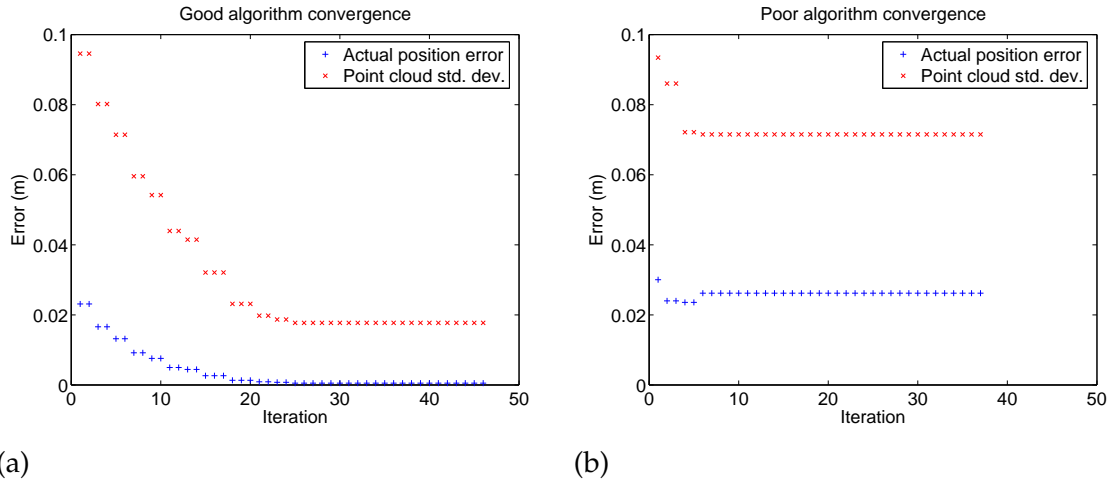 Good algorithm convergence
0.1
0.08
0.06
0.04
0.02
0
Error (m)
Actual position error
Point cloud std. dev.
0 10 20 30 40 50
Iteration
(a)
Poor algorithm convergence
0.1
0.08
0.06
0.04
0.02
0
Error (m)
Actual position error
Point cloud std. dev.
0 10 20 30 40 50
Iteration
(b)